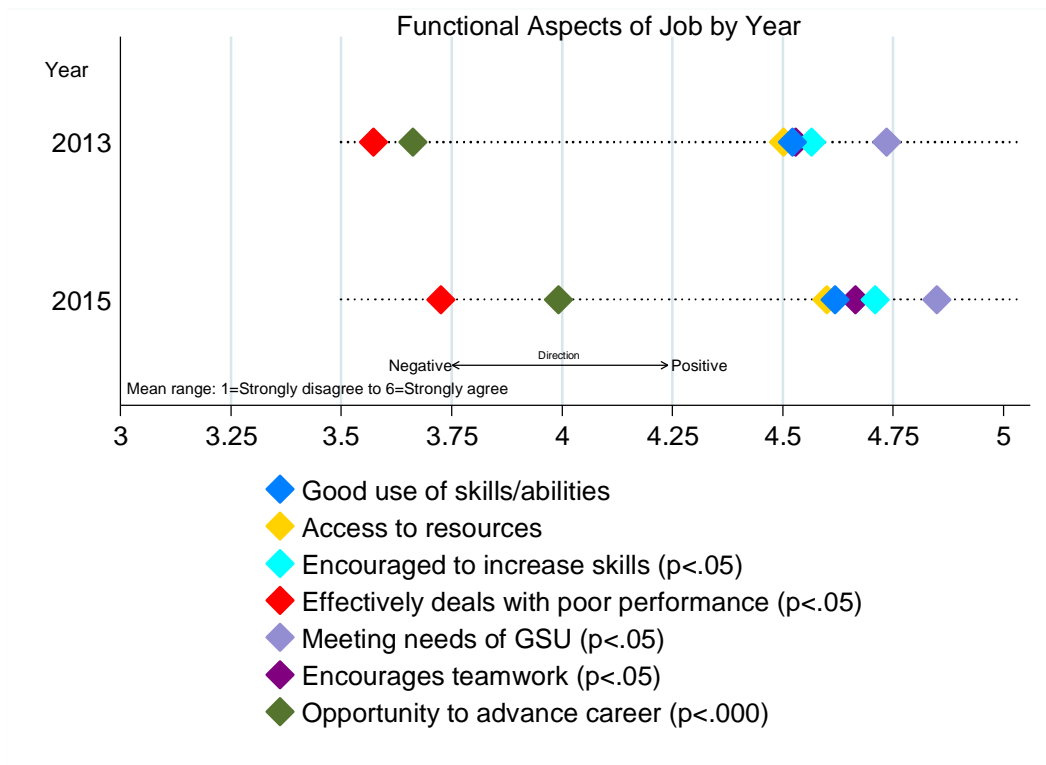 Functional Aspects of Job by Year
Year
2013
2015
Direction
Negative Positive
Mean range: 1=Strongly disagree to 6=Strongly agree
3 3.25 3.5 3.75 4 4.25 4.5 4.75 5
Good use of skills/abilities
Access to resources
Encouraged to increase skills (p<.05)
Effectively deals with poor performance (p<.05)
Meeting needs of GSU (p<.05)
Encourages teamwork (p<.05)
Opportunity to advance career (p<.000)